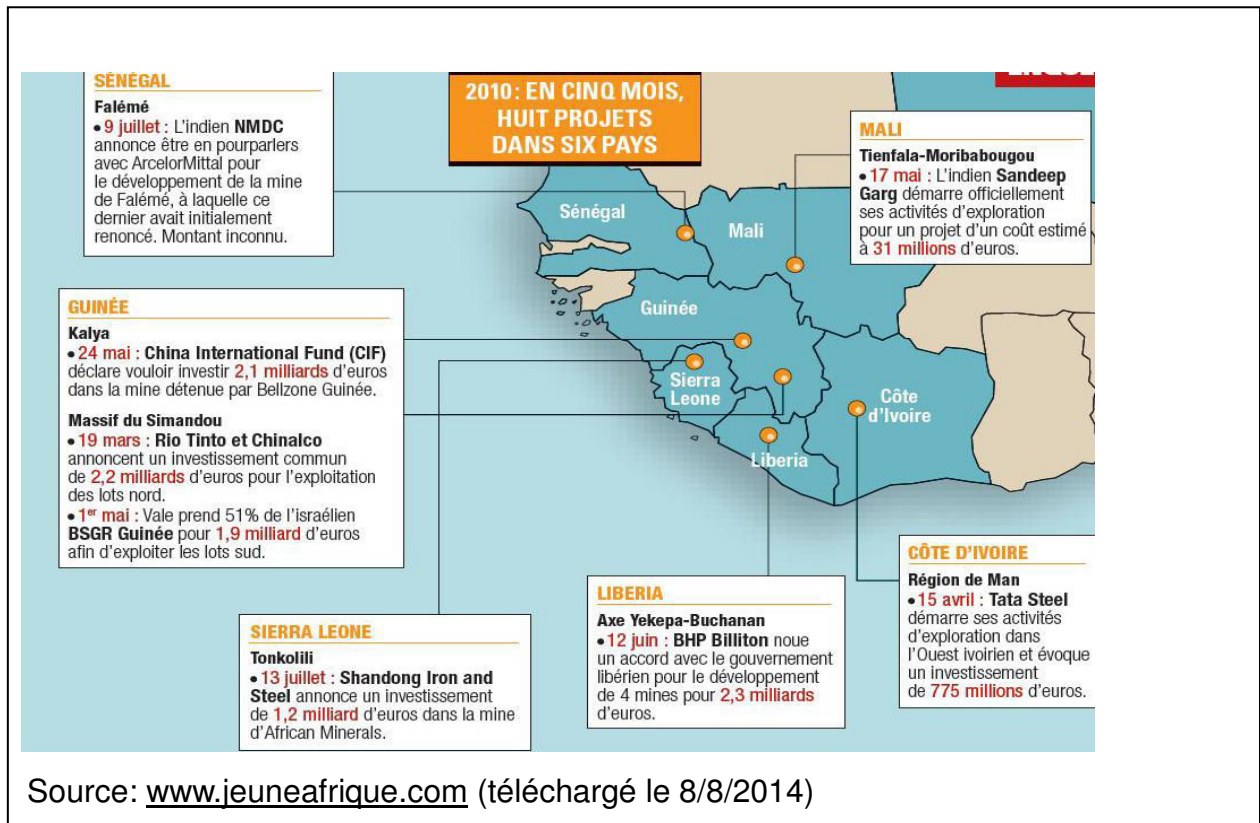 SÉNÉGAL
Falémé
• 9 juillet : L'indien NMDC
annonce être en pourparlers
avec ArcelorMittal pour
le développement de la mine
de Falémé, à laquelle ce
dernier avait initialement
renoncé. Montant inconnu.
2010 : EN CINQ MOIS,
HUIT PROJETS
DANS SIX PAYS
MALI
Tienfala-Moribabougou
• 17 mai : L'indien Sandeep
Garg démarre officiellement
ses activités d'exploration
pour un projet d'un coût estimé
à 31 millions d'euros.
Sénégal
Mali
Guinée
Sierra
Leone
Liberia
Côte
d'Ivoire
GUINÉE
Kalya
• 24 mai : China International Fund (CIF)
déclare vouloir investir 2,1 milliards d'euros
dans la mine détenue par Bellzone Guinée.
Massif du Simandou
• 19 mars : Rio Tinto et Chinalco
annoncent un investissement commun
de 2,2 milliards d'euros pour l'exploitation
des lots nord.
• 1er mai : Vale prend 51% de l'israélien
BSGR Guinée pour 1,9 milliard d'euros
afin d'exploiter les lots sud.
SIERRA LEONE
Tonkolili
• 13 juillet : Shandong Iron and
Steel annonce un investissement
de 1,2 milliard d'euros dans la mine
d'African Minerals.
LIBERIA
Axe Yekepa-Buchanan
• 12 juin : BHP Billiton noue
un accord avec le gouvernement
libérien pour le développement
de 4 mines pour 2,3 milliards
d'euros.
CÔTE D'IVOIRE
Région de Man
• 15 avril : Tata Steel
démarre ses activités
d'exploration dans
l'Ouest ivoirien et évoque
un investissement
de 775 millions d'euros.
Source: www.jeuneafrique.com (téléchargé le 8/8/2014)